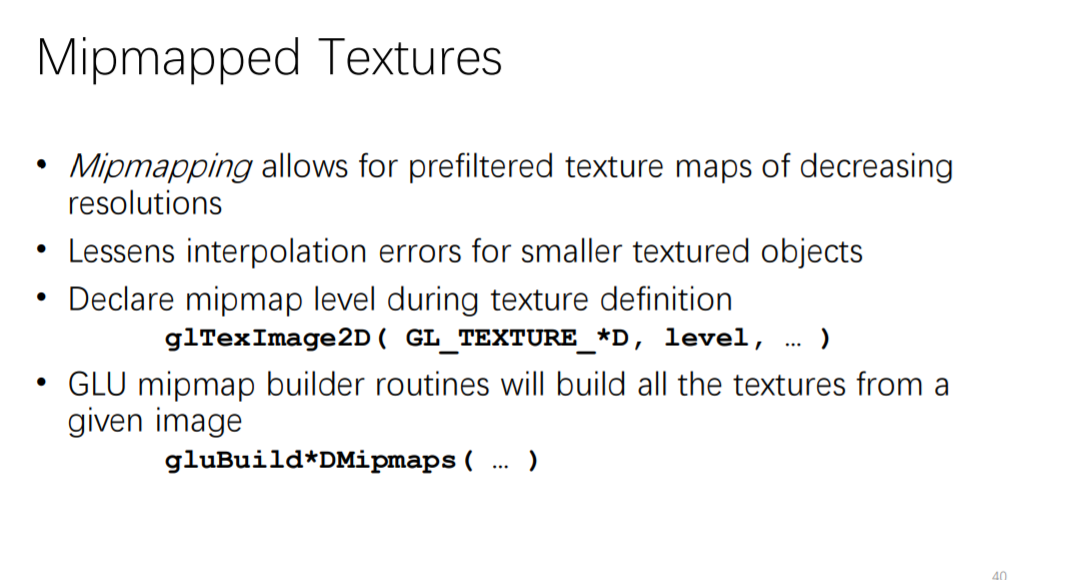 Mipmapped Textures
• Mipmapping allows for prefiltered texture maps of decreasing
resolutions
• Lessens interpolation errors for smaller textured objects
• Declare mipmap level during texture definition
glTexImage2D( GL_TEXTURE_*D, level, … )
• GLU mipmap builder routines will build all the textures from a
given image
gluBuild*DMipmaps( … )
40